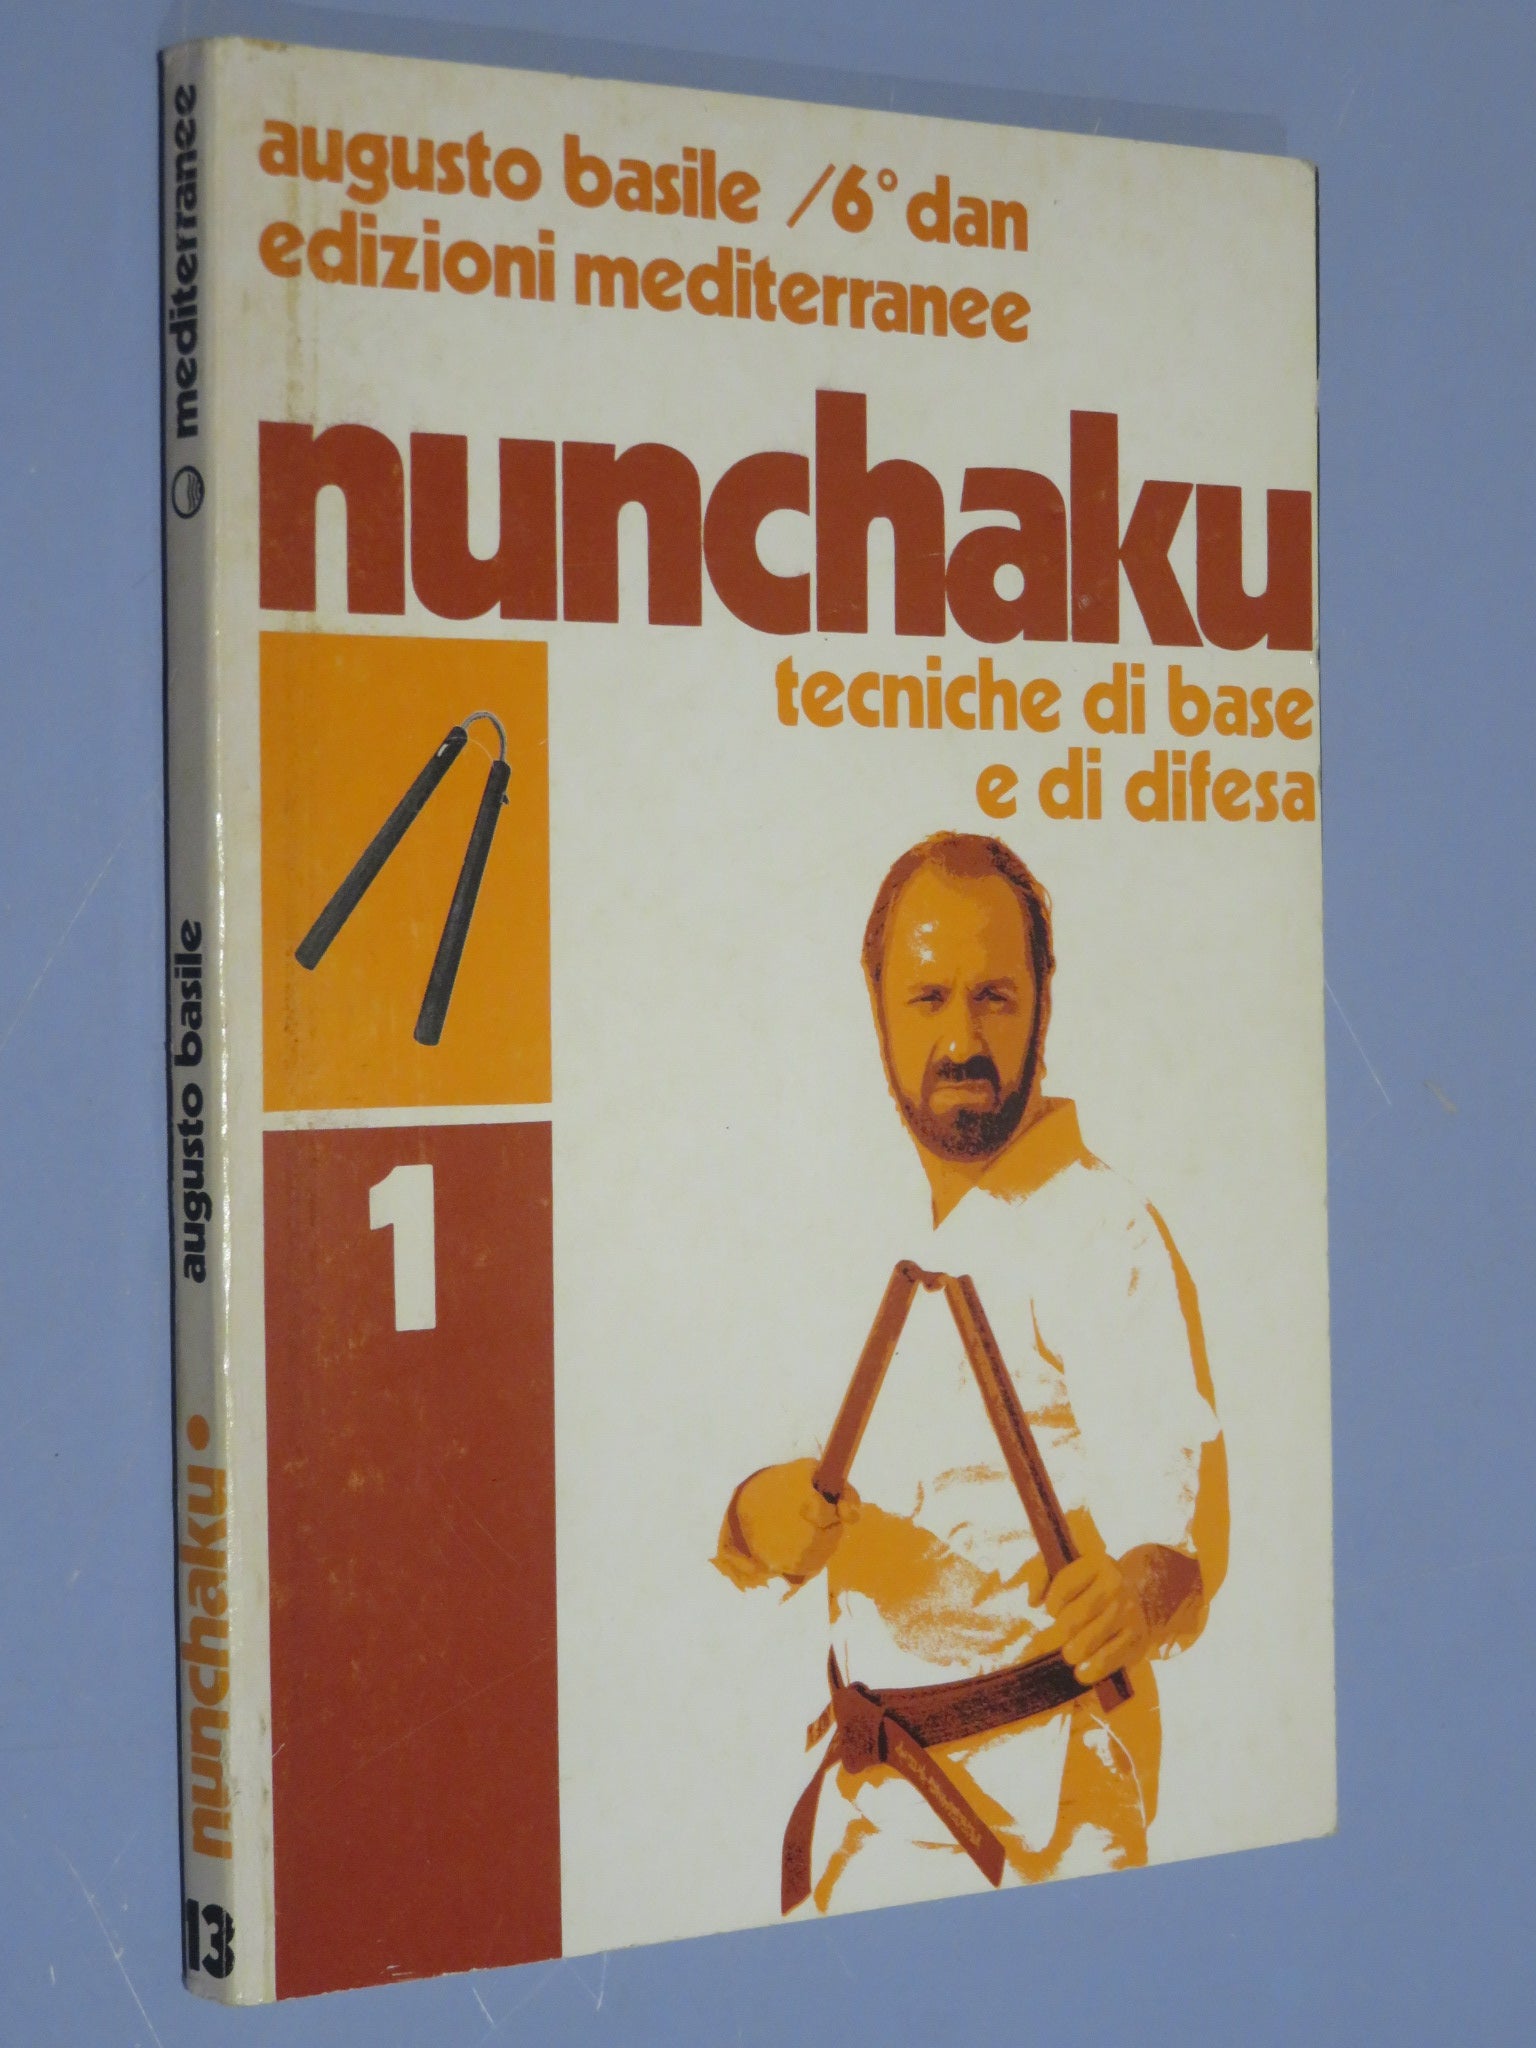 augusto basile /6° dan
edizioni mediterranee
nunchaku
tecniche di base
e di difesa
1
mediterranee
augusto basile
nunchaku •
13